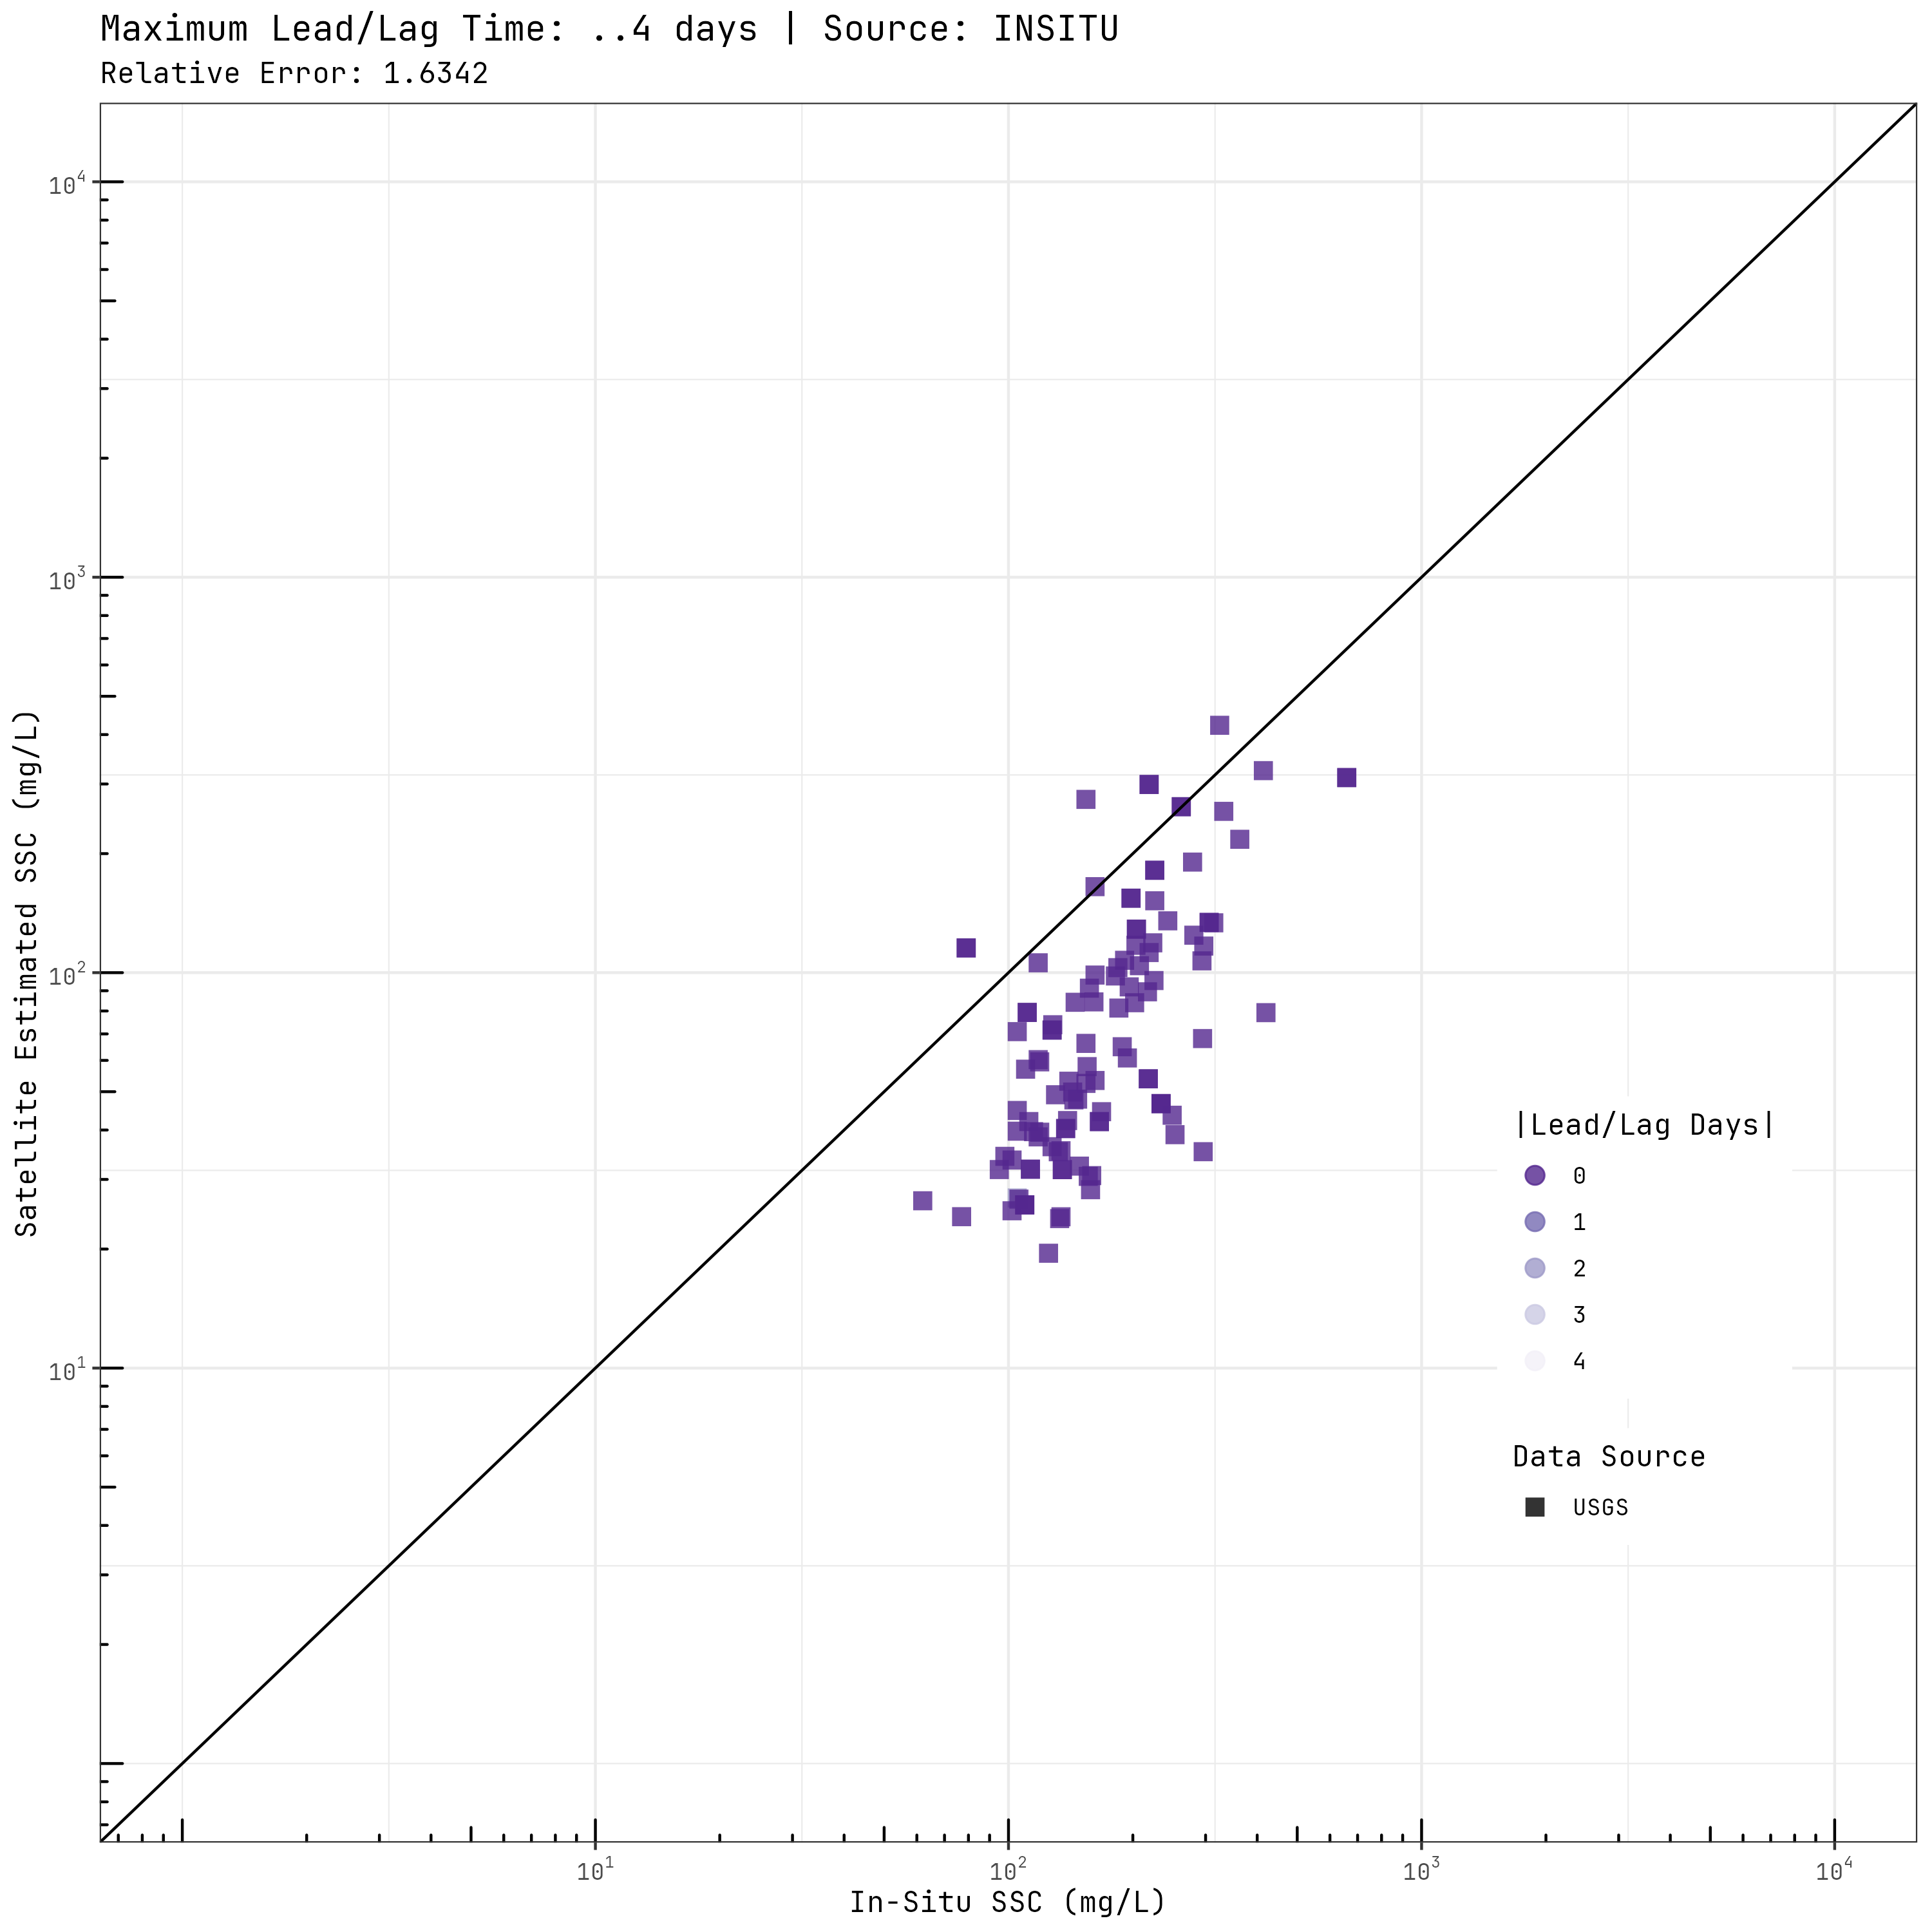 Maximum Lead/Lag Time: ..4 days | Source: INSITU
Relative Error: 1.6342
10⁴
10³
10²
10¹
Satellite Estimated SSC (mg/L)
|Lead/Lag Days|
0
1
2
3
4
Data Source
USGS
10¹ 10² 10³ 10⁴
In-Situ SSC (mg/L)